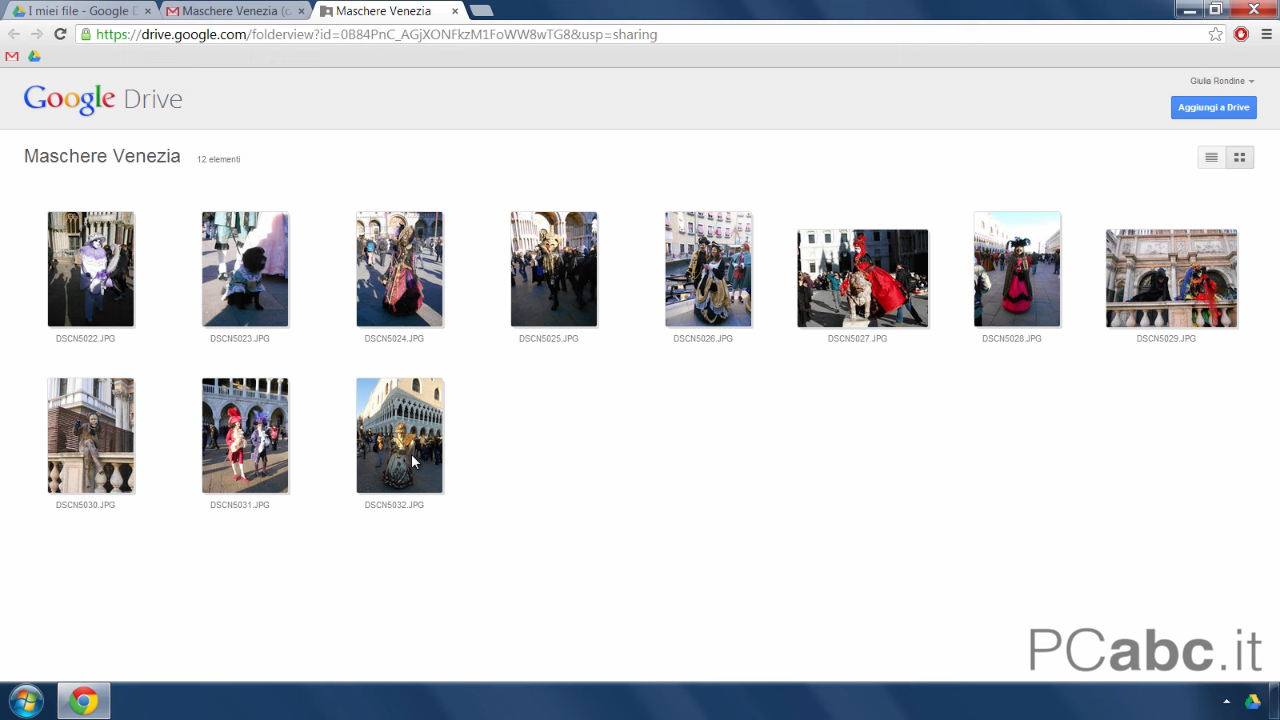 I miei file - Google D
Maschere Venezia (c
Maschere Venezia
https://drive.google.com/folderview?id=0B84PnC_AGjXONFkzM1FoWW8wTG8&usp=sharing
Google Drive
Giulia Rondine
Aggiungi a Drive
Maschere Venezia 12 elementi
DSCN5022.JPG
DSCN5023.JPG
DSCN5024.JPG
DSCN5025.JPG
DSCN5026.JPG
DSCN5027.JPG
DSCN5028.JPG
DSCN5029.JPG
DSCN5030.JPG
DSCN5031.JPG
DSCN5032.JPG
PCabc.it